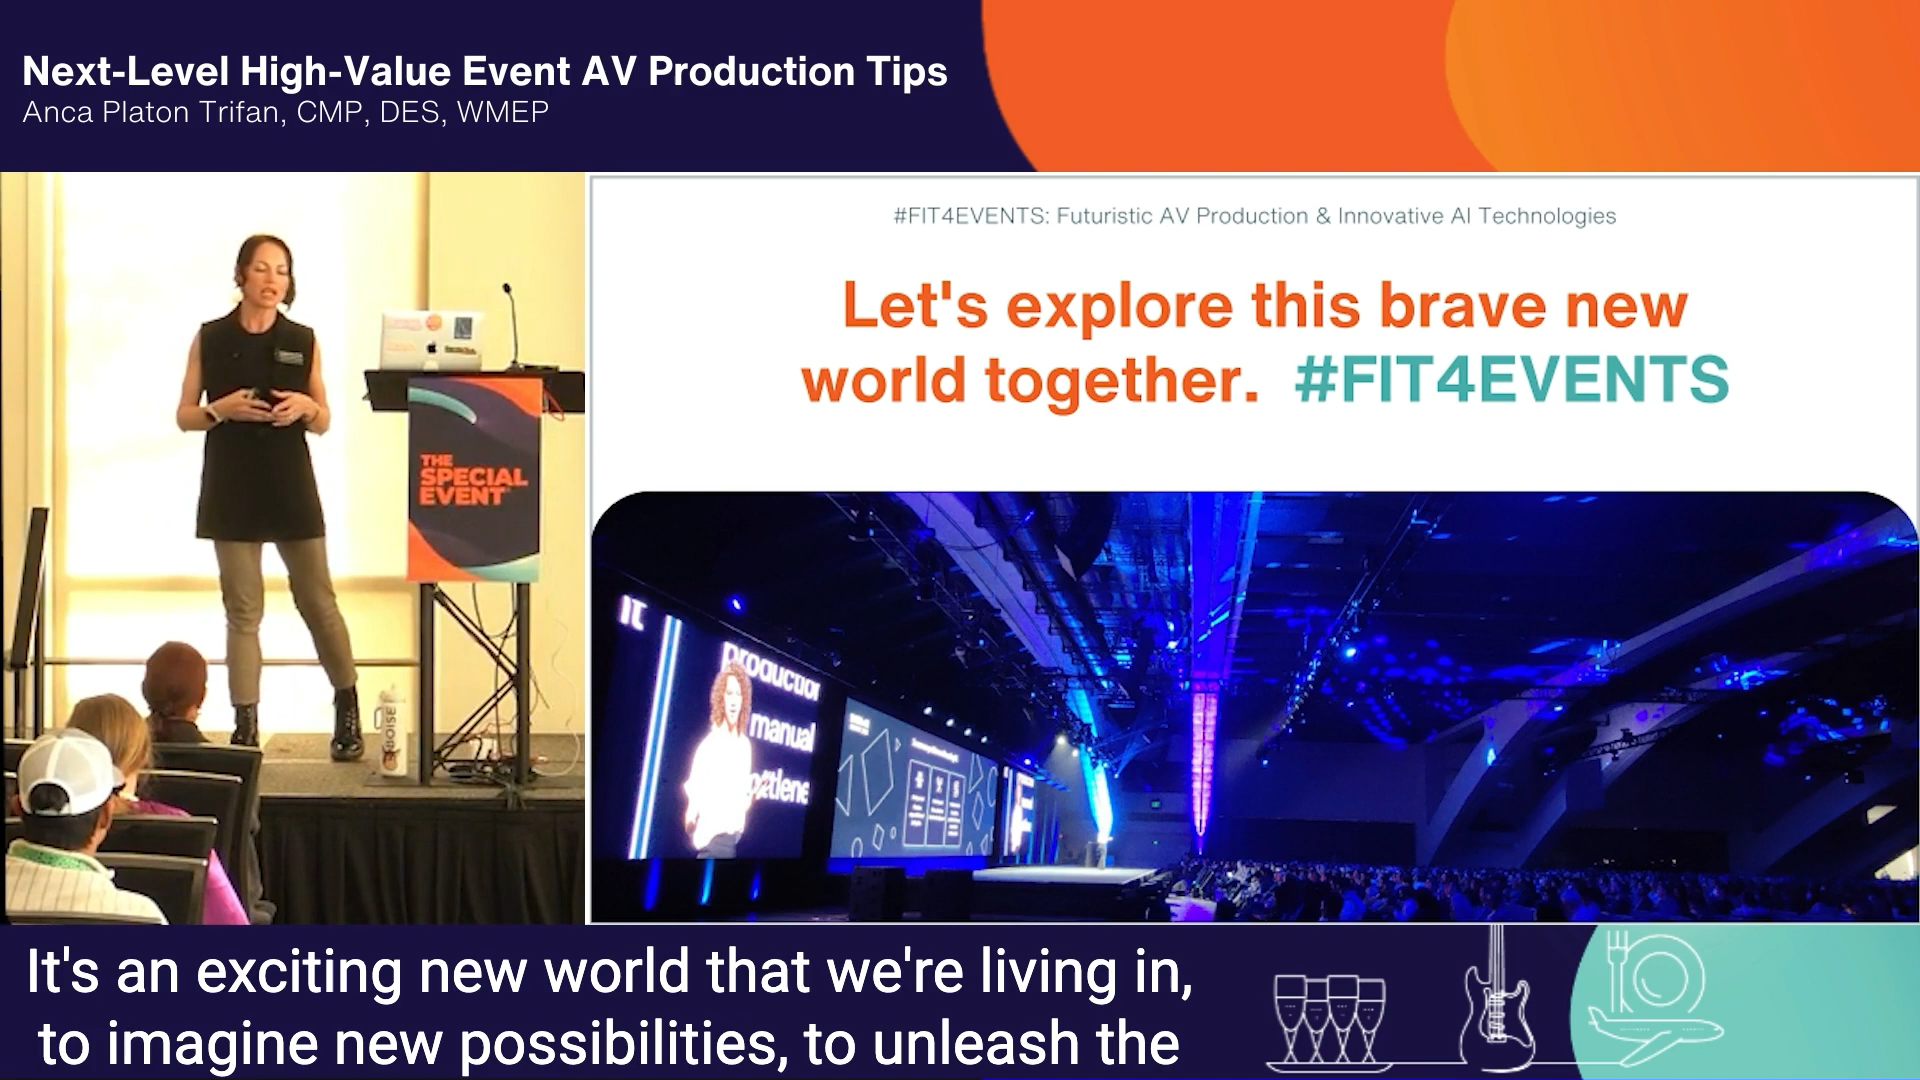 Next-Level High-Value Event AV Production Tips
Anca Platon Trifan, CMP, DES, WMEP
#FIT4EVENTS: Futuristic AV Production & Innovative AI Technologies
Let's explore this brave new
world together. #FIT4EVENTS
THE
SPECIAL
EVENT
BOISE
production
manual
It's an exciting new world that we're living in,
to imagine new possibilities, to unleash the